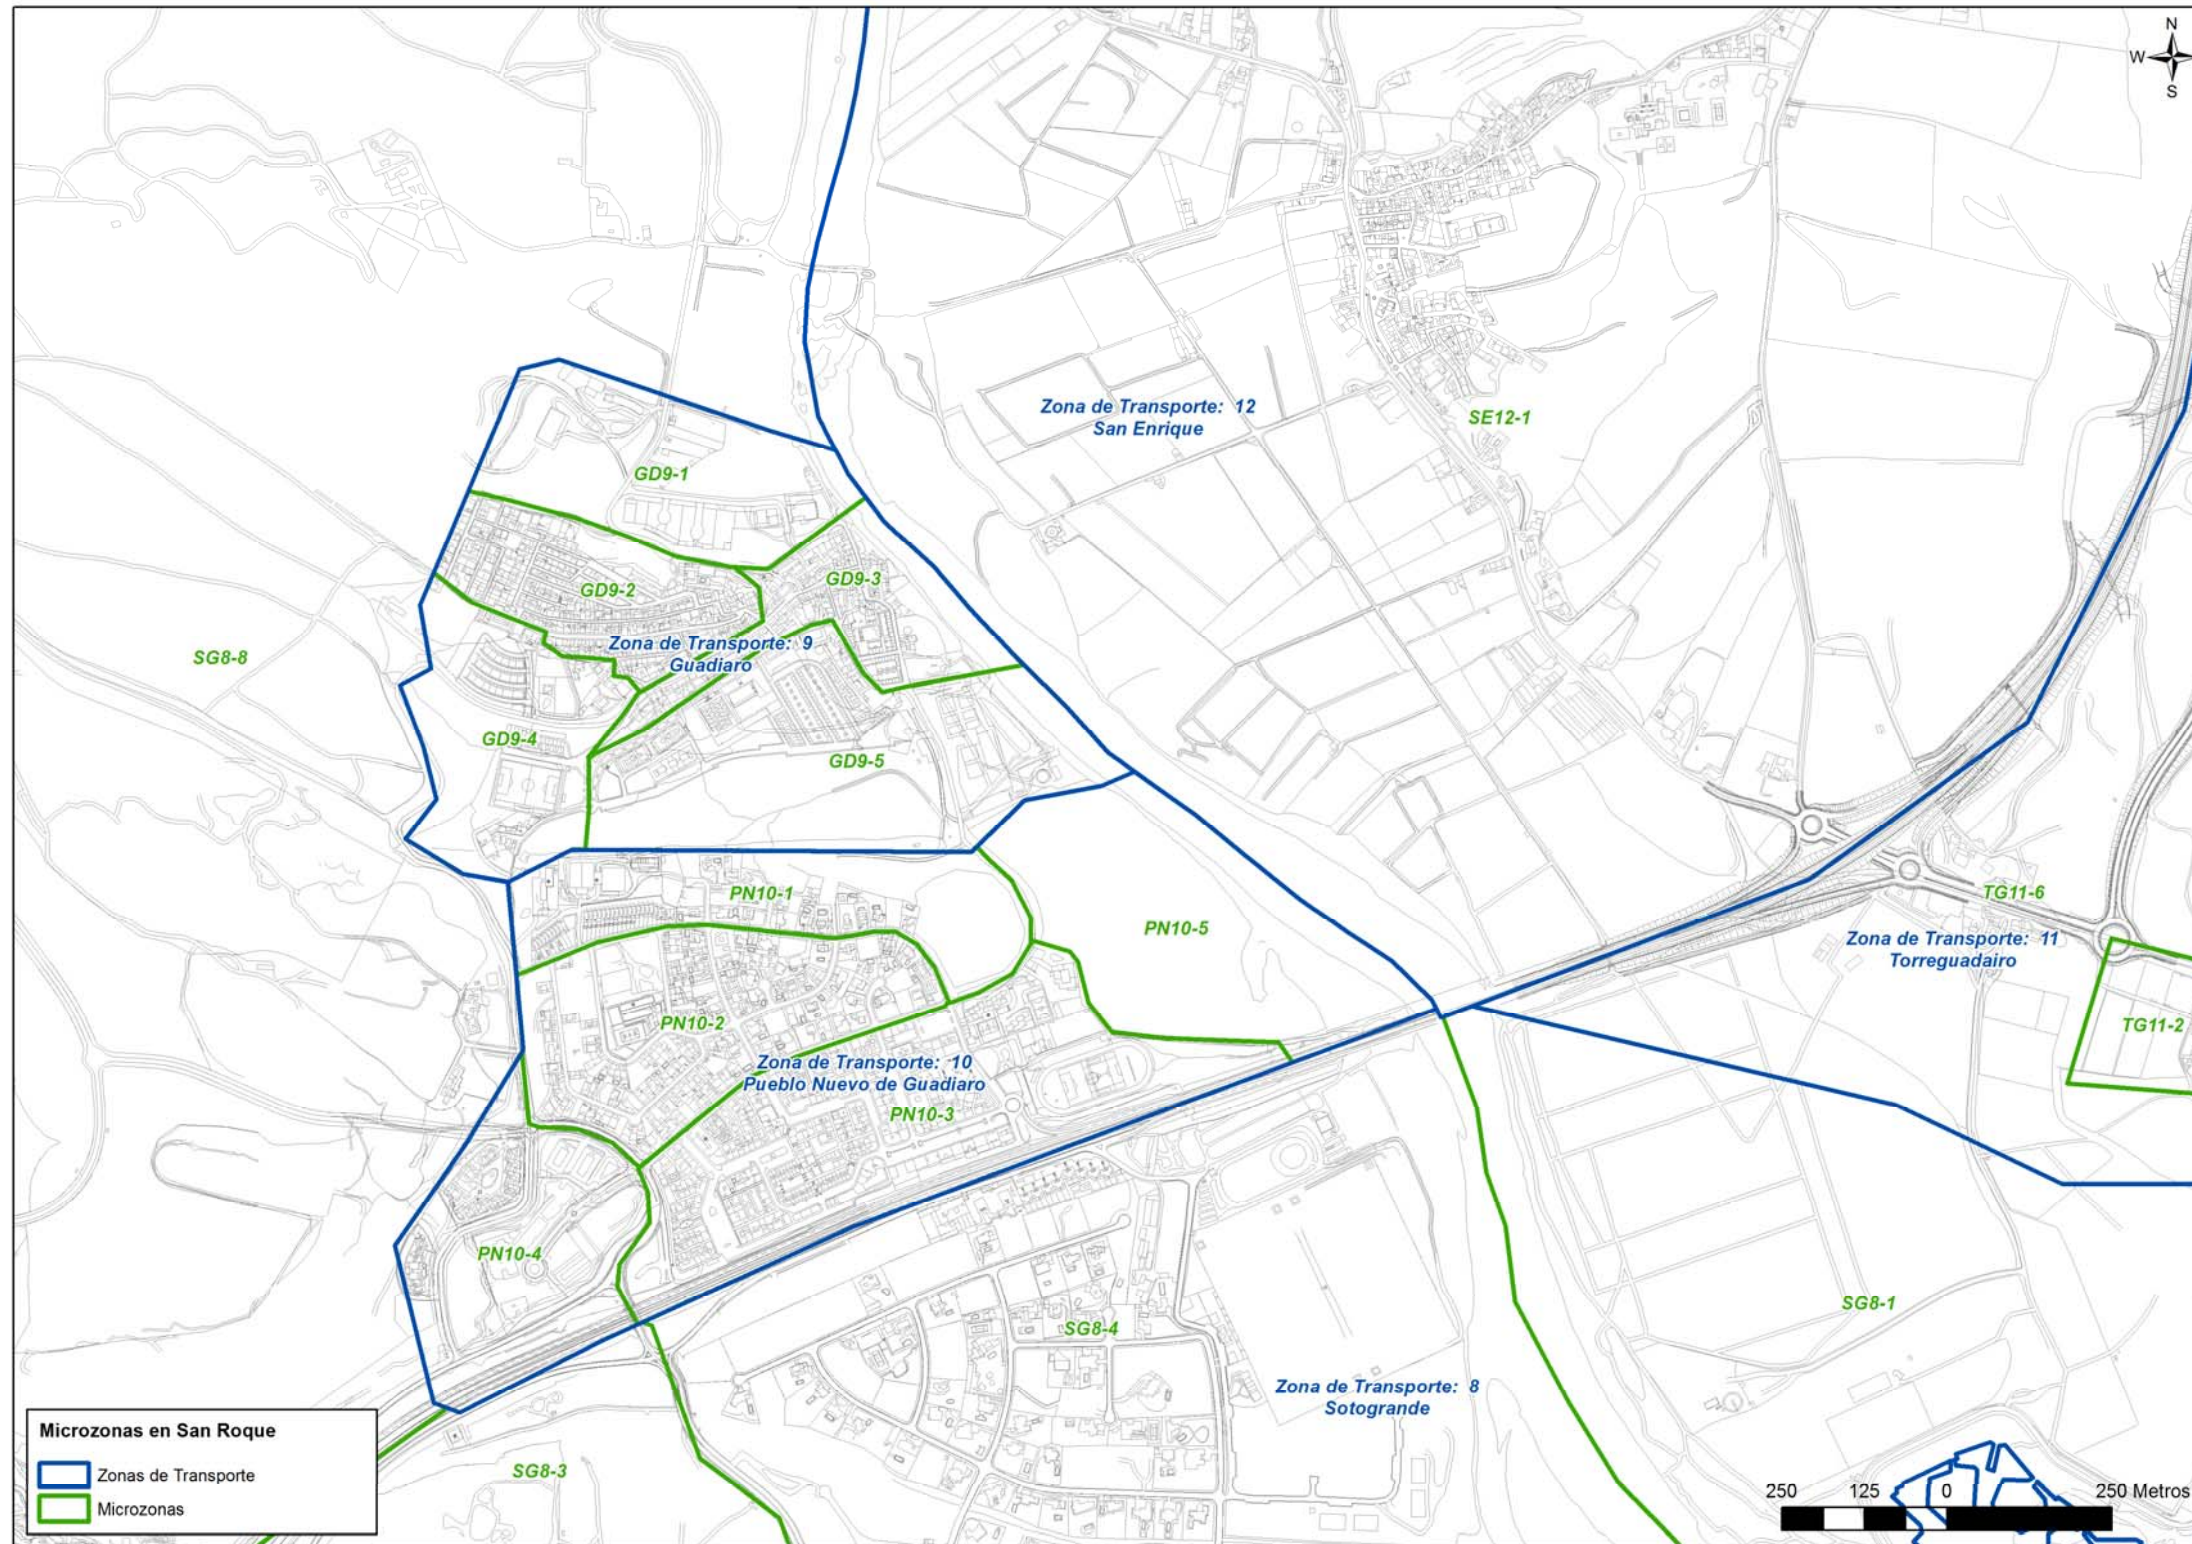 N
W
S
Zona de Transporte: 12
San Enrique
SE12-1
GD9-1
GD9-2
GD9-3
Zona de Transporte: 9
Guadiaro
SG8-8
GD9-4
GD9-5
PN10-1
PN10-5
TG11-6
Zona de Transporte: 11
Torreguadairo
PN10-2
TG11-2
Zona de Transporte: 10
Pueblo Nuevo de Guadiaro
PN10-3
PN10-4
SG8-1
SG8-4
Zona de Transporte: 8
Sotogrande
SG8-3
Microzonas en San Roque
Zonas de Transporte
Microzonas
250 125 0 250 Metros